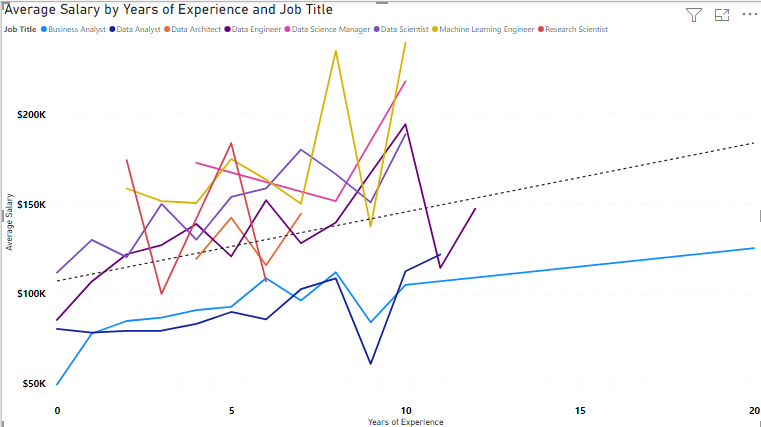 Average Salary by Years of Experience and Job Title
Job Title Business Analyst Data Analyst Data Architect Data Engineer Data Science Manager Data Scientist Machine Learning Engineer Research Scientist
$200K
$150K
$100K
$50K
Average Salary
0 5 10 15 20
Years of Experience